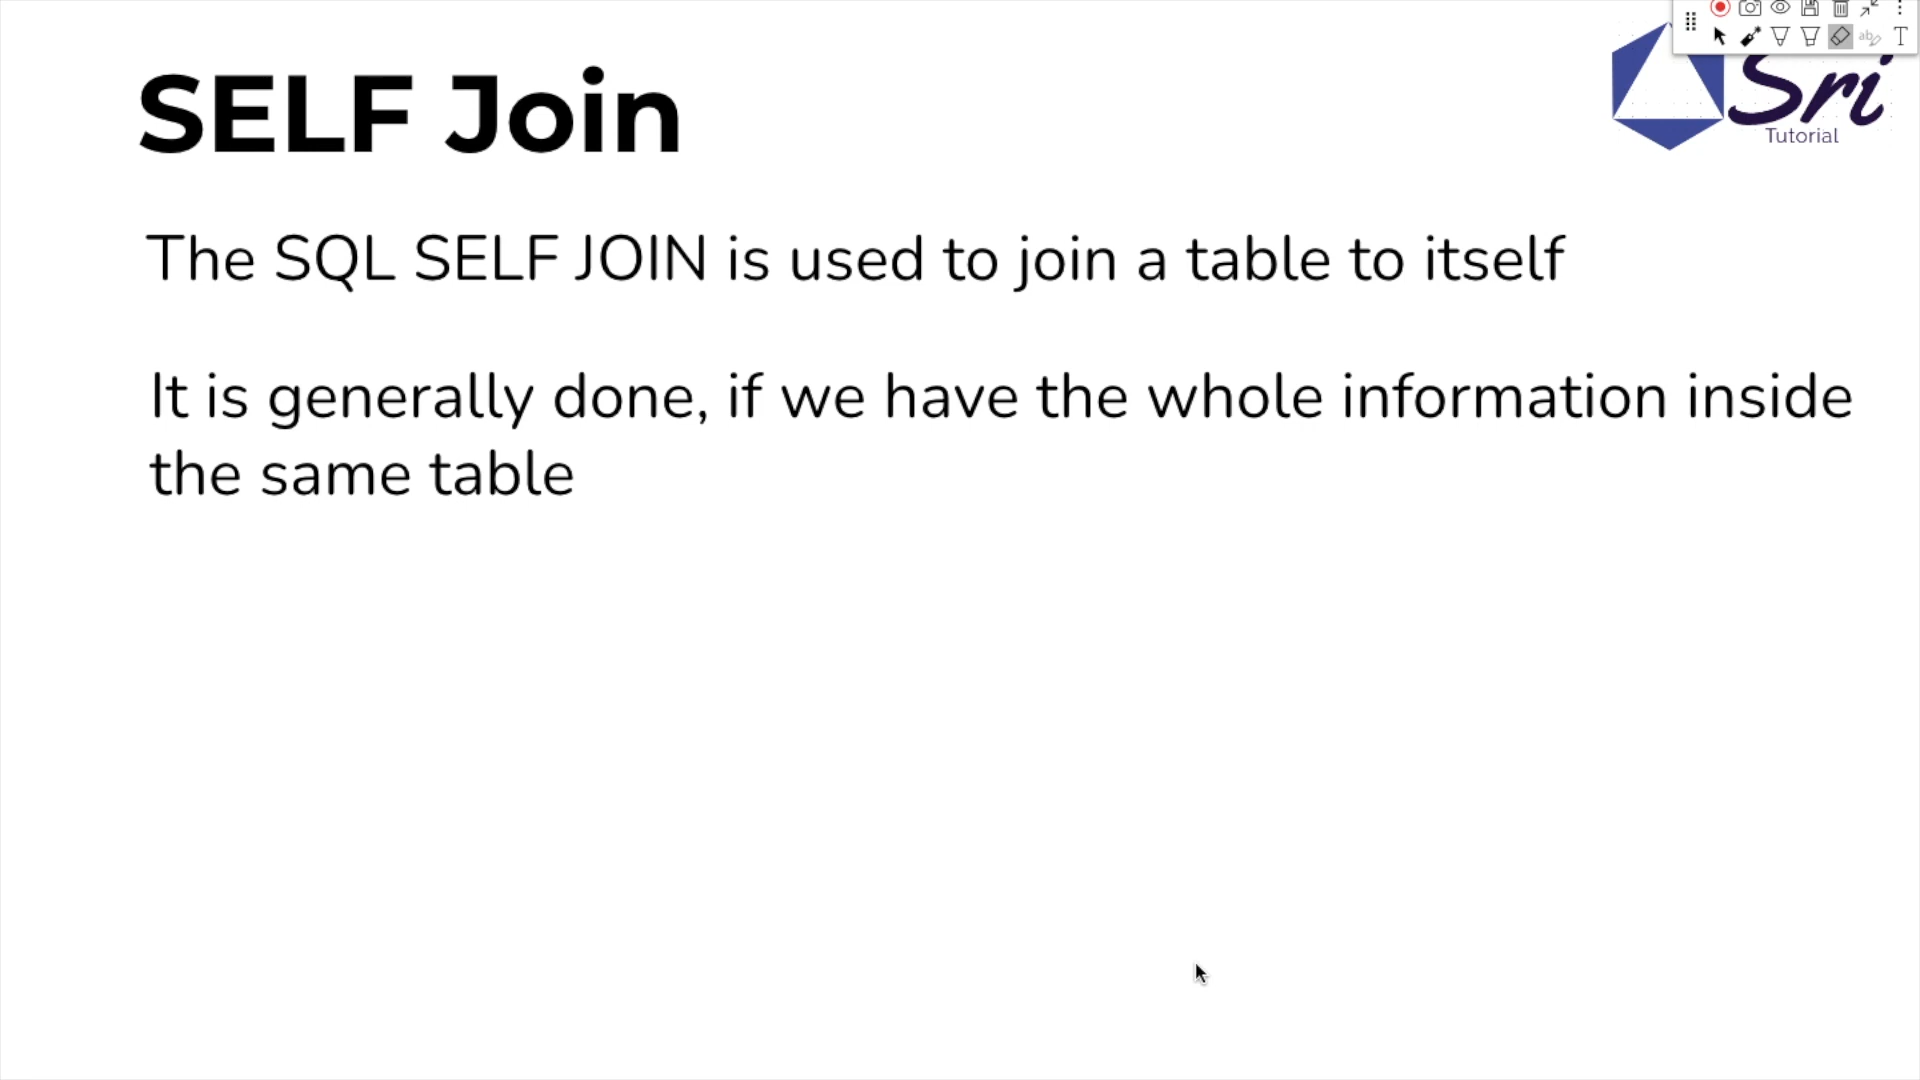 SELF Join
Sri
Tutorial
The SQL SELF JOIN is used to join a table to itself
It is generally done, if we have the whole information inside
the same table
ab
T